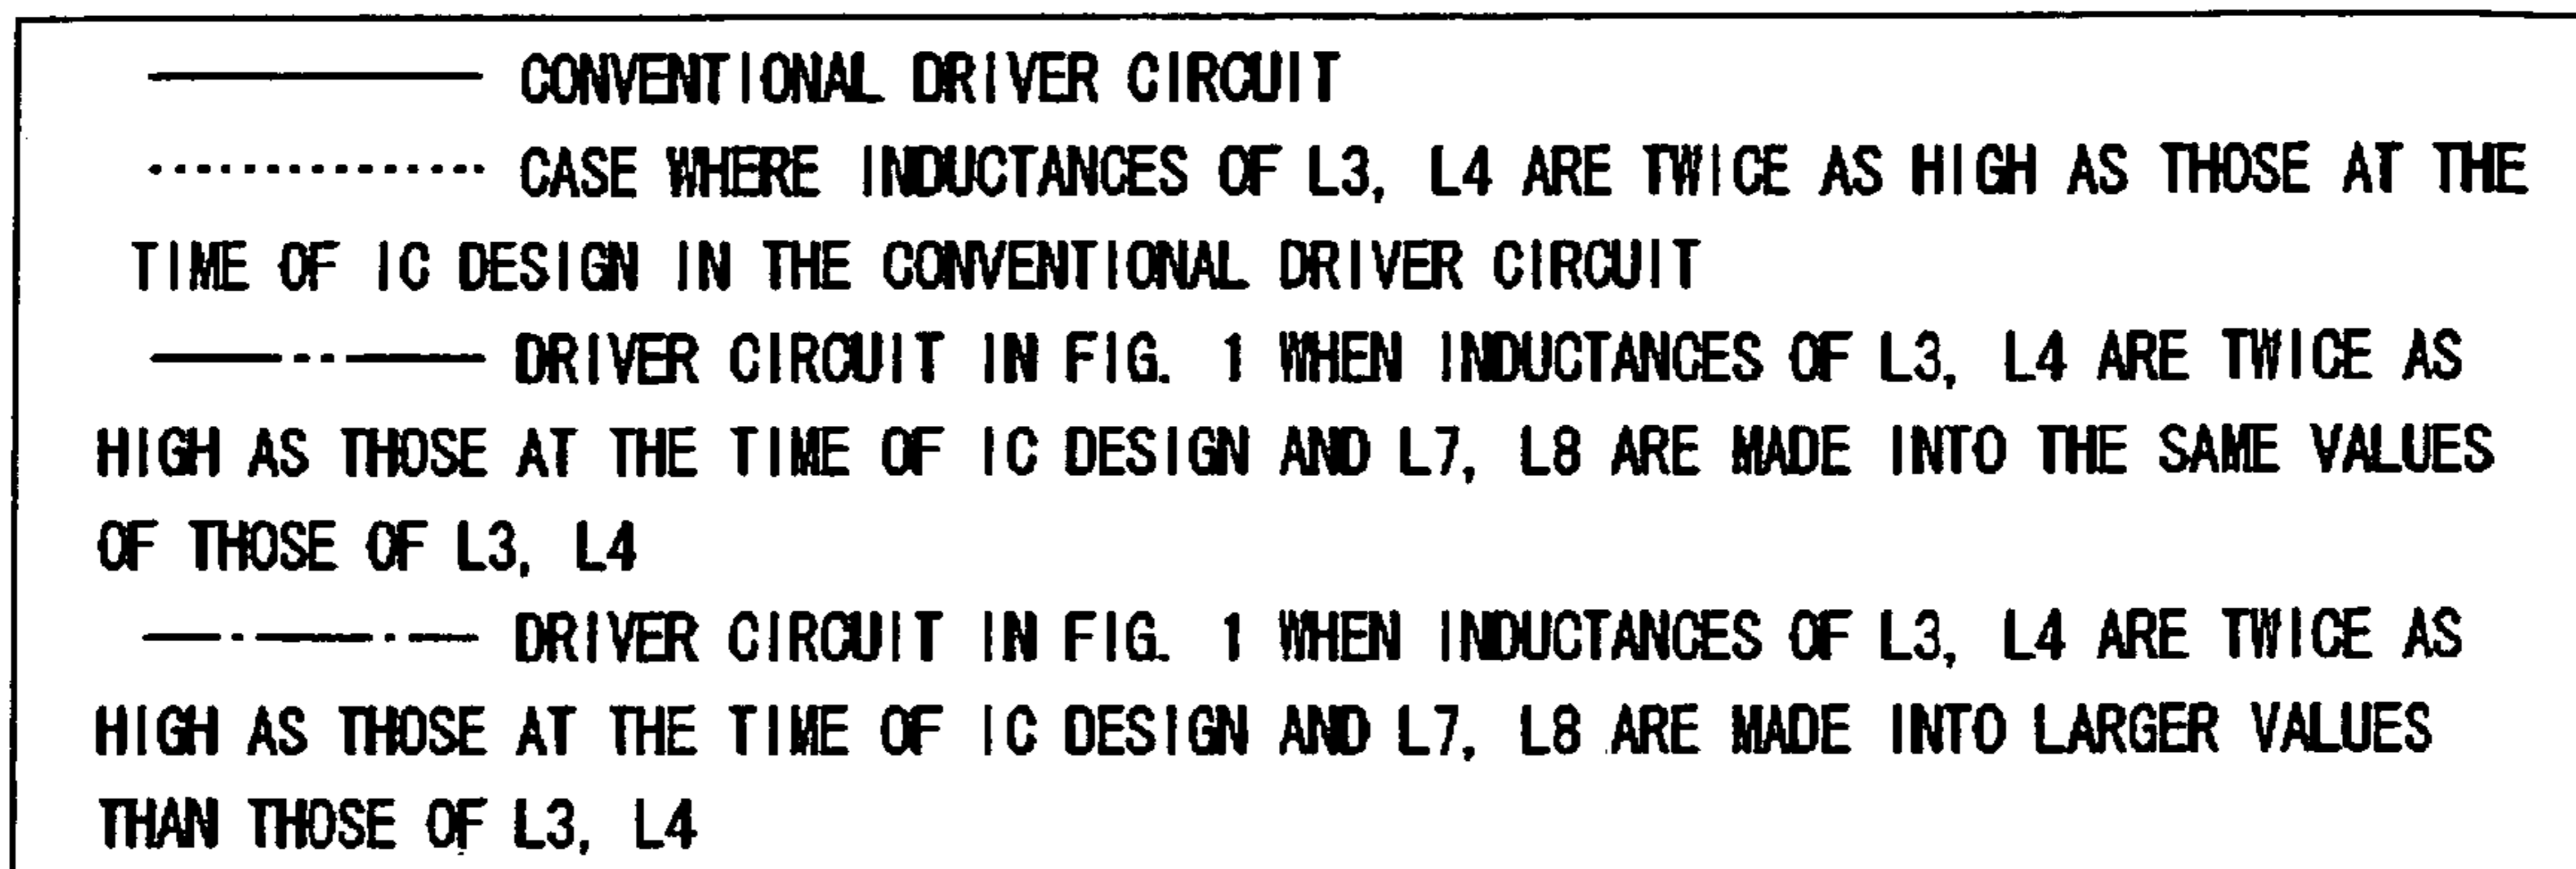 CONVENTIONAL DRIVER CIRCUIT
CASE WHERE INDUCTANCES OF L3, L4 ARE TWICE AS HIGH AS THOSE AT THE
TIME OF IC DESIGN IN THE CONVENTIONAL DRIVER CIRCUIT
DRIVER CIRCUIT IN FIG. 1 WHEN INDUCTANCES OF L3, L4 ARE TWICE AS
HIGH AS THOSE AT THE TIME OF IC DESIGN AND L7, L8 ARE MADE INTO THE SAME VALUES
OF THOSE OF L3, L4
DRIVER CIRCUIT IN FIG. 1 WHEN INDUCTANCES OF L3, L4 ARE TWICE AS
HIGH AS THOSE AT THE TIME OF IC DESIGN AND L7, L8 ARE MADE INTO LARGER VALUES
THAN THOSE OF L3, L4